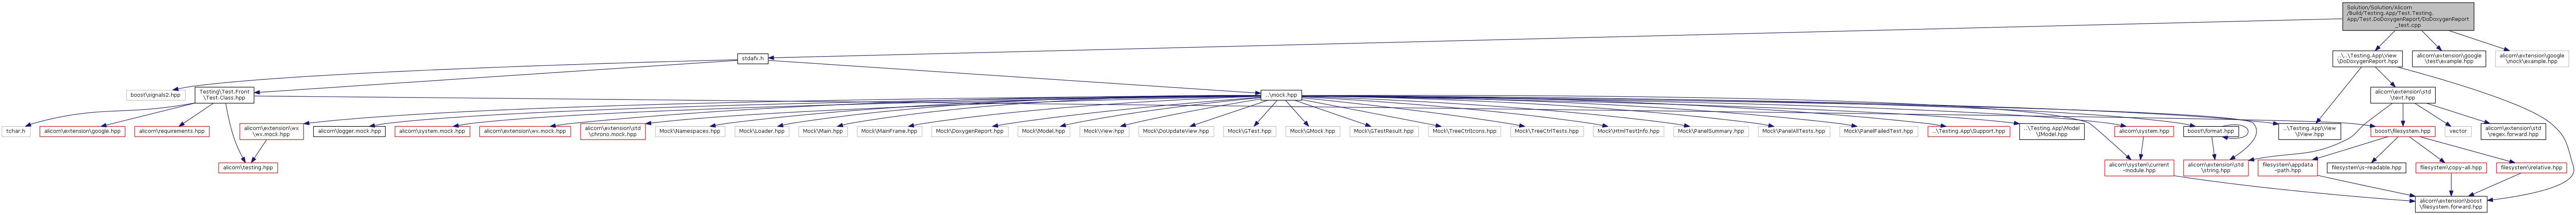 Solution/Solution/Alicorn
/Build/Testing.App/Test.Testing.
App/Test.DoDoxygenReport/DoDoxygenReport
_test.cpp
stdafx.h
..\..\Testing.App\View
\DoDoxygenReport.hpp
alicorn\extension\google
\test\example.hpp
alicorn\extension\google
\mock\example.hpp
boost\signals2.hpp
Testing\Test.Front
\Test.Class.hpp
..\mock.hpp
alicorn\extension\std
\text.hpp
tchar.h
alicorn\extension\google.hpp
alicorn\requirements.hpp
alicorn\extension\wx
\wx.mock.hpp
alicorn\logger.mock.hpp
alicorn\system.mock.hpp
alicorn\extension\wx.mock.hpp
alicorn\extension\std
\chrono.mock.hpp
Mock\Namespaces.hpp
Mock\Loader.hpp
Mock\Main.hpp
Mock\MainFrame.hpp
Mock\DoxygenReport.hpp
Mock\Model.hpp
Mock\View.hpp
Mock\DoUpdateView.hpp
Mock\GTest.hpp
Mock\GMock.hpp
Mock\GTestResult.hpp
Mock\TreeCtrlIcons.hpp
Mock\TreeCtrlTests.hpp
Mock\HtmlTestInfo.hpp
Mock\PanelSummary.hpp
Mock\PanelAllTests.hpp
Mock\PanelFailedTest.hpp
..\Testing.App\Support.hpp
..\Testing.App\Model
\IModel.hpp
alicorn\system.hpp
boost\format.hpp
..\Testing.App\View
\IView.hpp
boost\filesystem.hpp
vector
alicorn\extension\std
\regex.forward.hpp
alicorn\testing.hpp
alicorn\system\current
-module.hpp
alicorn\extension\std
\string.hpp
filesystem\appdata
-path.hpp
filesystem\is-readable.hpp
filesystem\copy-all.hpp
filesystem\relative.hpp
alicorn\extension\boost
\filesystem.forward.hpp